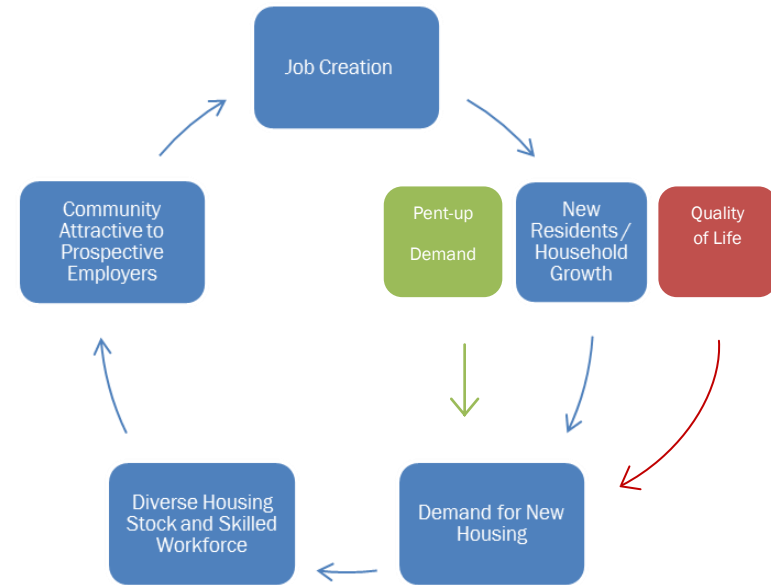 Job Creation
Community
Attractive to
Prospective
Employers
Pent-up
Demand
New
Residents /
Household
Growth
Quality
of Life
Diverse Housing
Stock and Skilled
Workforce
Demand for New
Housing